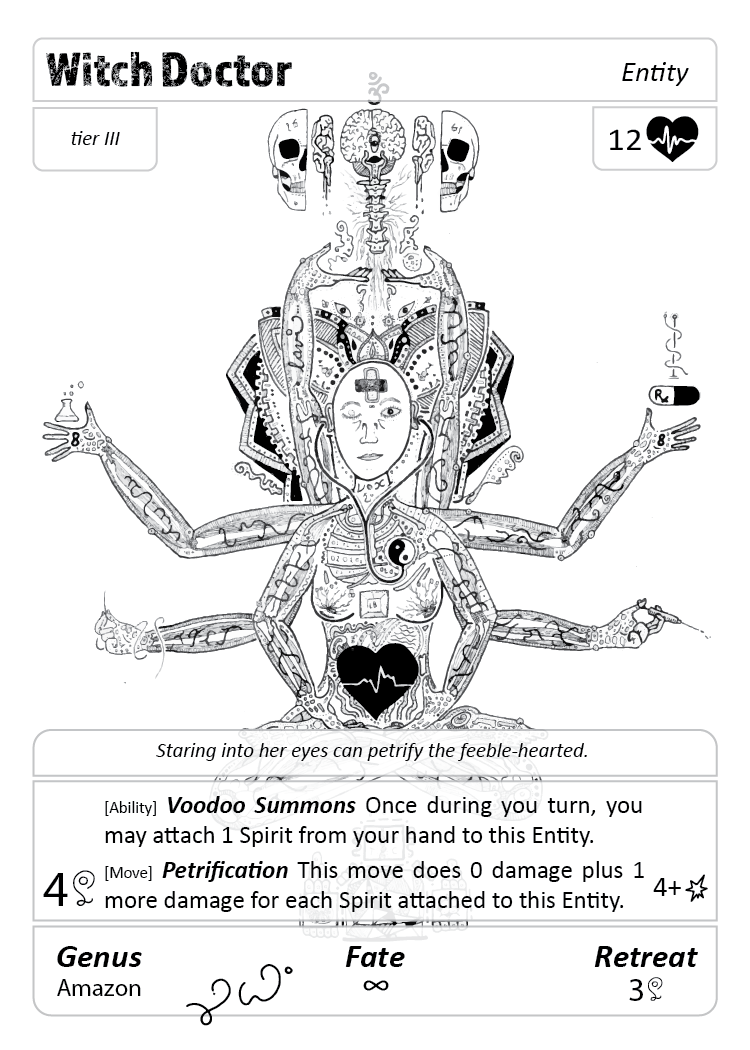 Witch Doctor
Entity
ॐ
tier III
12
Rx
8
8
Staring into her eyes can petrify the feeble-hearted.
[Ability] Voodoo Summons Once during you turn, you
may attach 1 Spirit from your hand to this Entity.
4
[Move] Petrification This move does 0 damage plus 1
more damage for each Spirit attached to this Entity.
4+
Genus
Fate
Retreat
Amazon
∞
3